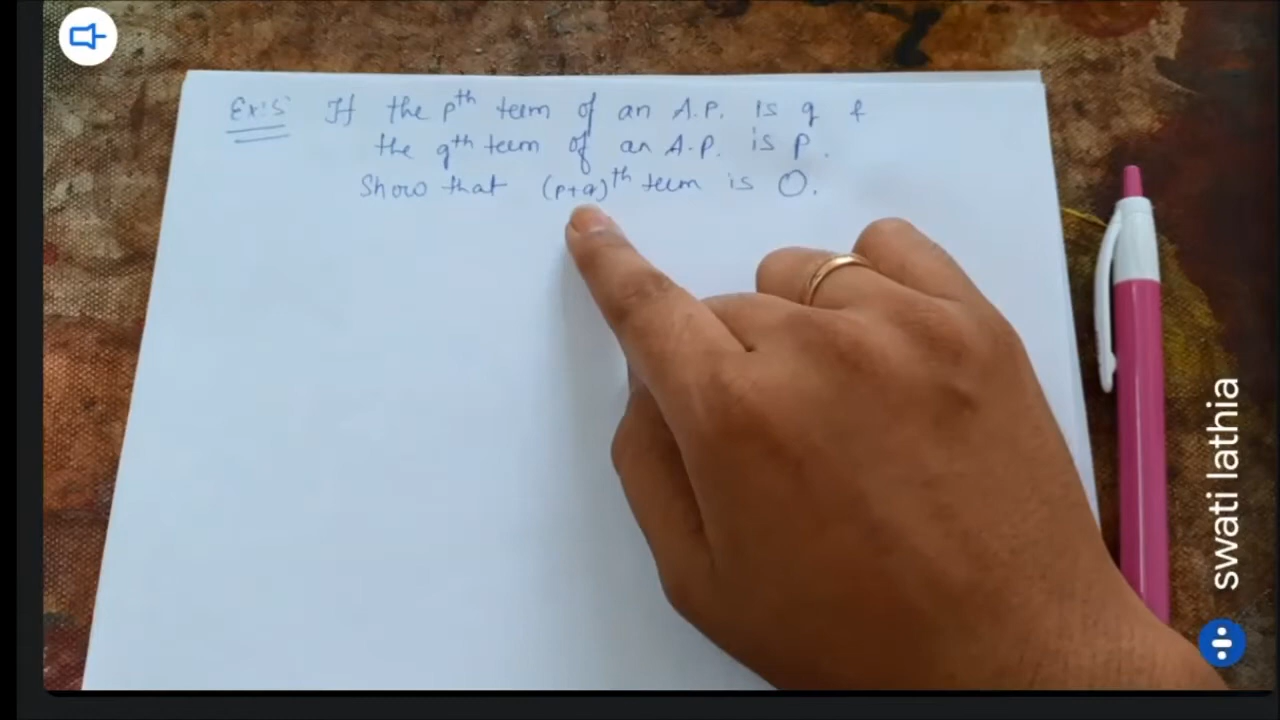 Ex:5 If the pth term of an A.P. is q &
the qth term of an A.P. is p.
Show that (p+q)th term is 0.
swati lathia